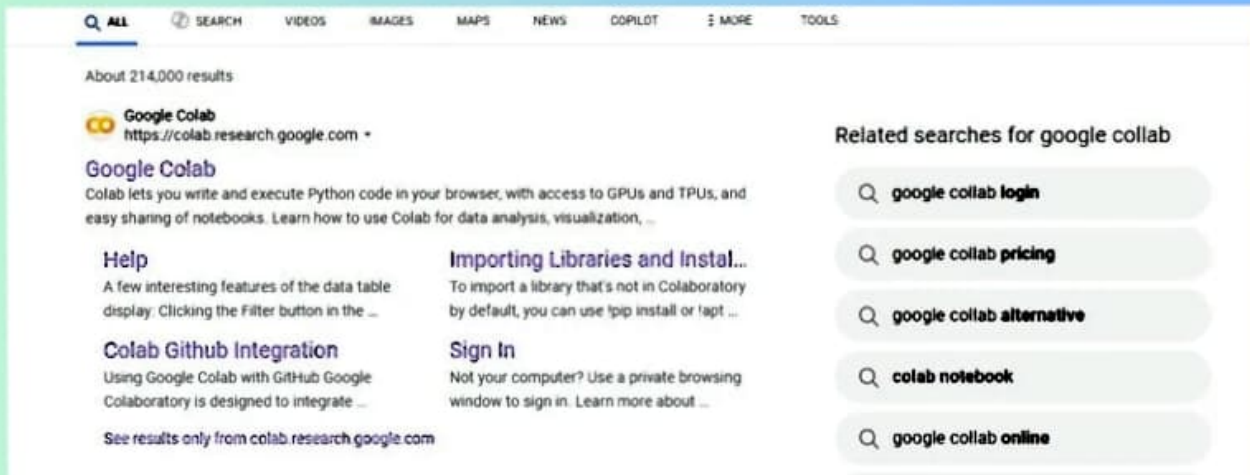 ALL SEARCH VIDEOS IMAGES MAPS NEWS COPILOT MORE TOOLS
About 214,000 results
Google Colab
https://colab.research.google.com
Google Colab
Colab lets you write and execute Python code in your browser, with access to GPUs and TPUs, and
easy sharing of notebooks. Learn how to use Colab for data analysis, visualization, ...
Help
A few interesting features of the data table
display: Clicking the Filter button in the ...
Importing Libraries and Instal...
To import a library that's not in Colaboratory
by default, you can use !pip install or !apt ...
Colab Github Integration
Using Google Colab with GitHub Google
Colaboratory is designed to integrate ...
Sign In
Not your computer? Use a private browsing
window to sign in. Learn more about ...
See results only from colab.research.google.com
Related searches for google collab
google collab login
google collab pricing
google collab alternative
colab notebook
google collab online